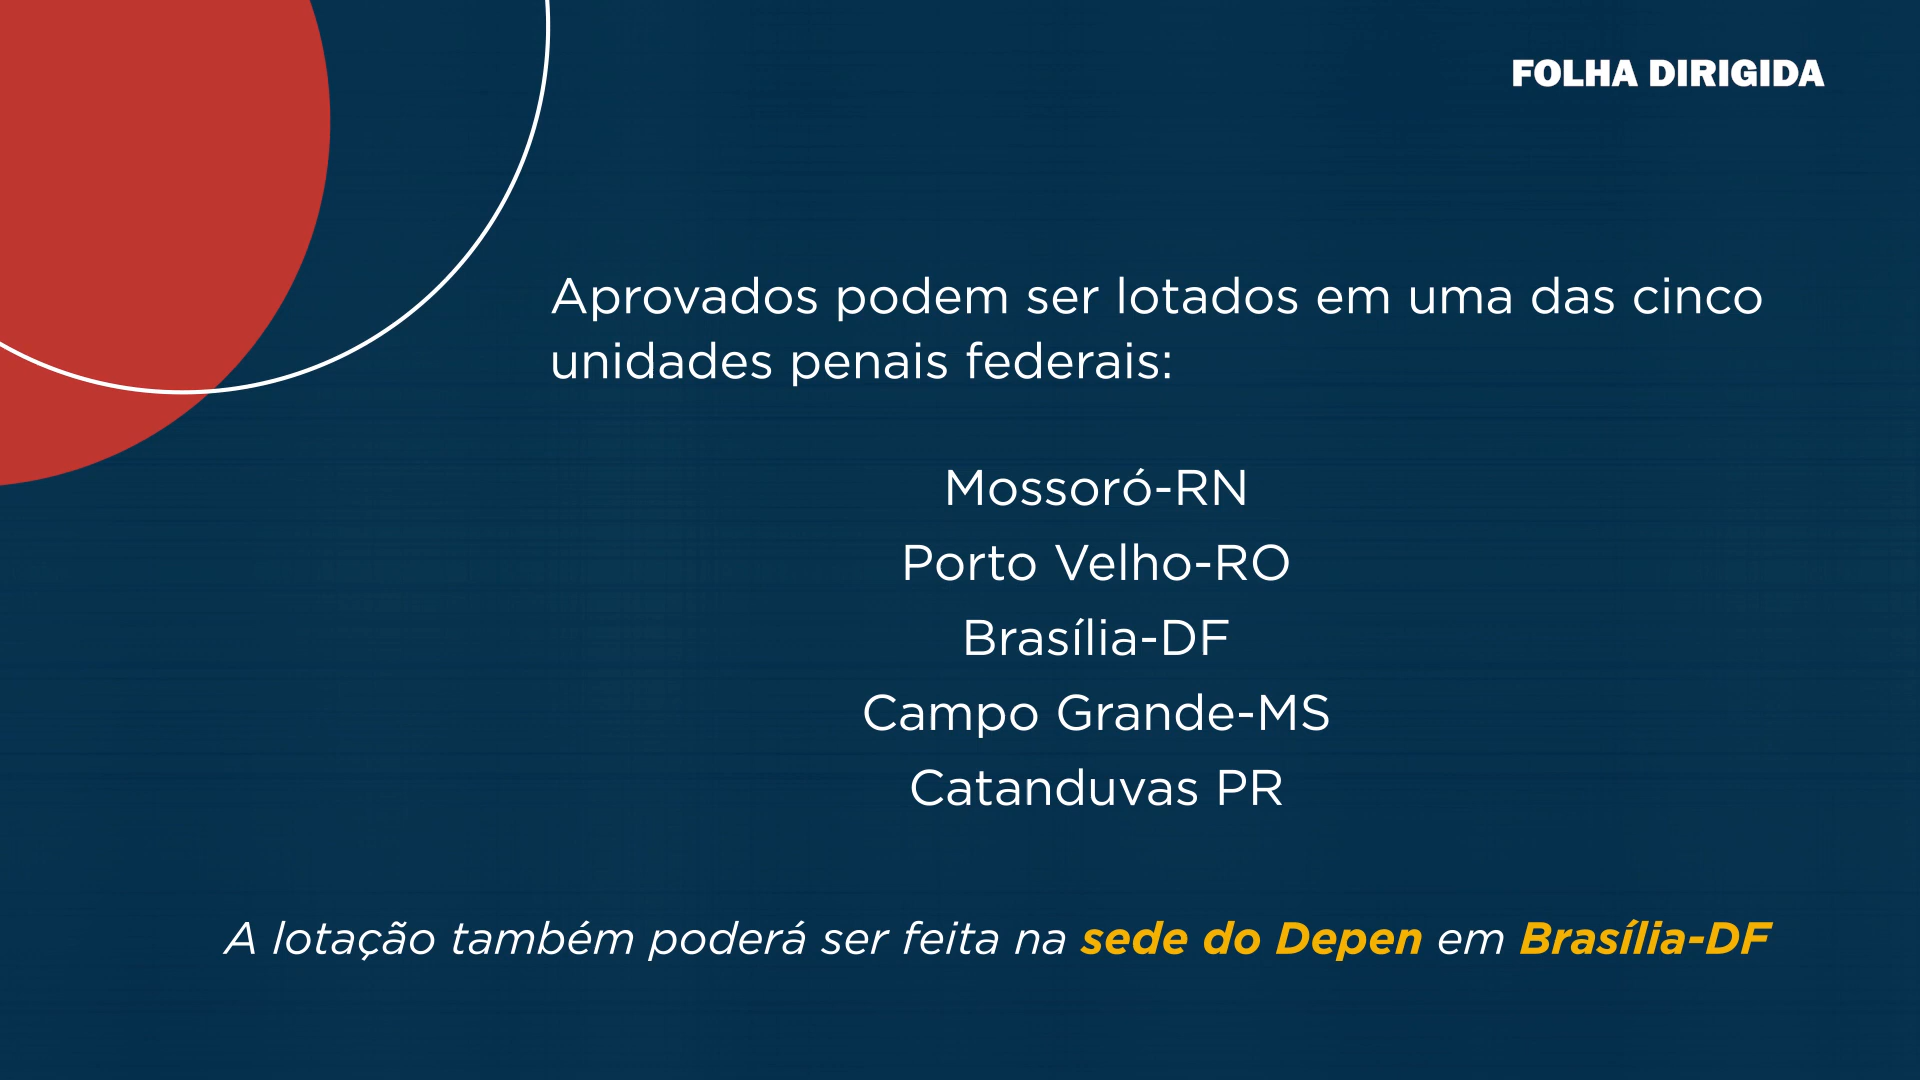 FOLHA DIRIGIDA
Aprovados podem ser lotados em uma das cinco
unidades penais federais:
Mossoró-RN
Porto Velho-RO
Brasília-DF
Campo Grande-MS
Catanduvas PR
A lotação também poderá ser feita na sede do Depen em Brasília-DF